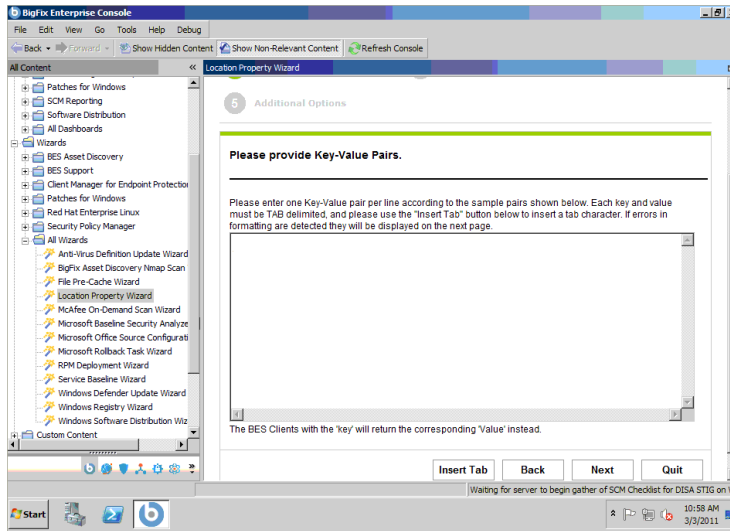 BigFix Enterprise Console
File Edit View Go Tools Help Debug
Back Forward Show Hidden Content Show Non-Relevant Content Refresh Console
All Content << Location Property Wizard
Patches for Windows
SCM Reporting
Software Distribution
All Dashboards
Wizards
BES Asset Discovery
BES Support
Client Manager for Endpoint Protection
Patches for Windows
Red Hat Enterprise Linux
Security Policy Manager
All Wizards
Anti-Virus Definition Update Wizard
BigFix Asset Discovery Nmap Scan
File Pre-Cache Wizard
Location Property Wizard
McAfee On-Demand Scan Wizard
Microsoft Baseline Security Analyze
Microsoft Office Source Configurati
Microsoft Rollback Task Wizard
RPM Deployment Wizard
Service Baseline Wizard
Windows Defender Update Wizard
Windows Registry Wizard
Windows Software Distribution Wiz
Custom Content
5 Additional Options
Please provide Key-Value Pairs.
Please enter one Key-Value pair per line according to the sample pairs shown below. Each key and value
must be TAB delimited, and please use the "Insert Tab" button below to insert a tab character. If errors in
formatting are detected they will be displayed on the next page.
The BES Clients with the 'key' will return the corresponding 'Value' instead.
Insert Tab Back Next Quit
Waiting for server to begin gather of SCM Checklist for DISA STIG on
Start
10:58 AM
3/3/2011